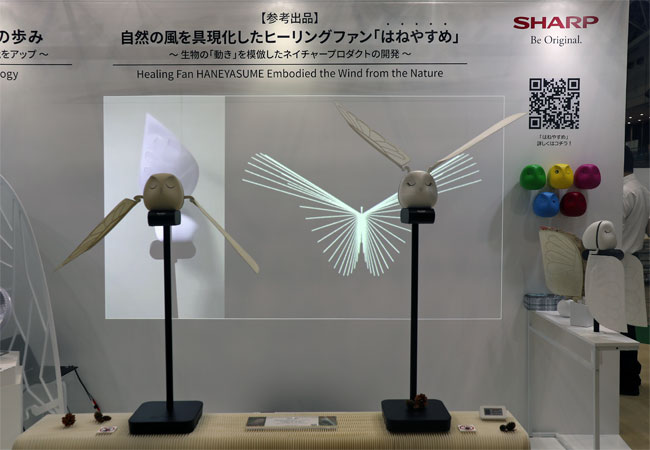 の歩み
をアップ ～
ology
【参考出品】
自然の風を具現化したヒーリングファン「はねやすめ」
～ 生物の「動き」を模倣したネイチャープロダクトの開発 ～
Healing Fan HANEYASUME Embodied the Wind from the Nature
SHARP
Be Original.
「はねやすめ」
詳しくはコチラ！